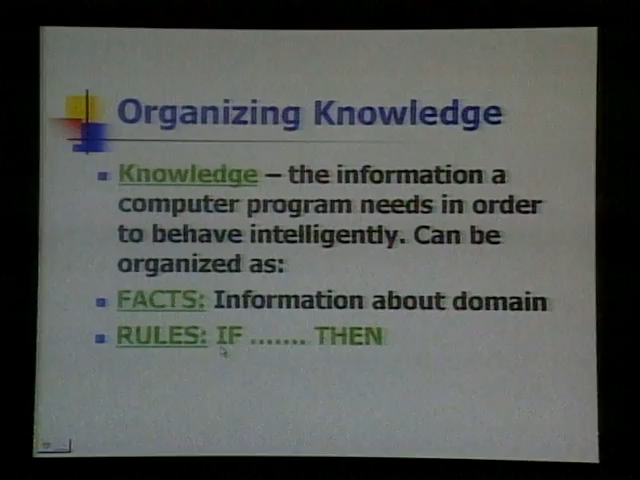 Organizing Knowledge
Knowledge – the information a
computer program needs in order
to behave intelligently. Can be
organized as:
FACTS: Information about domain
RULES: IF ....... THEN